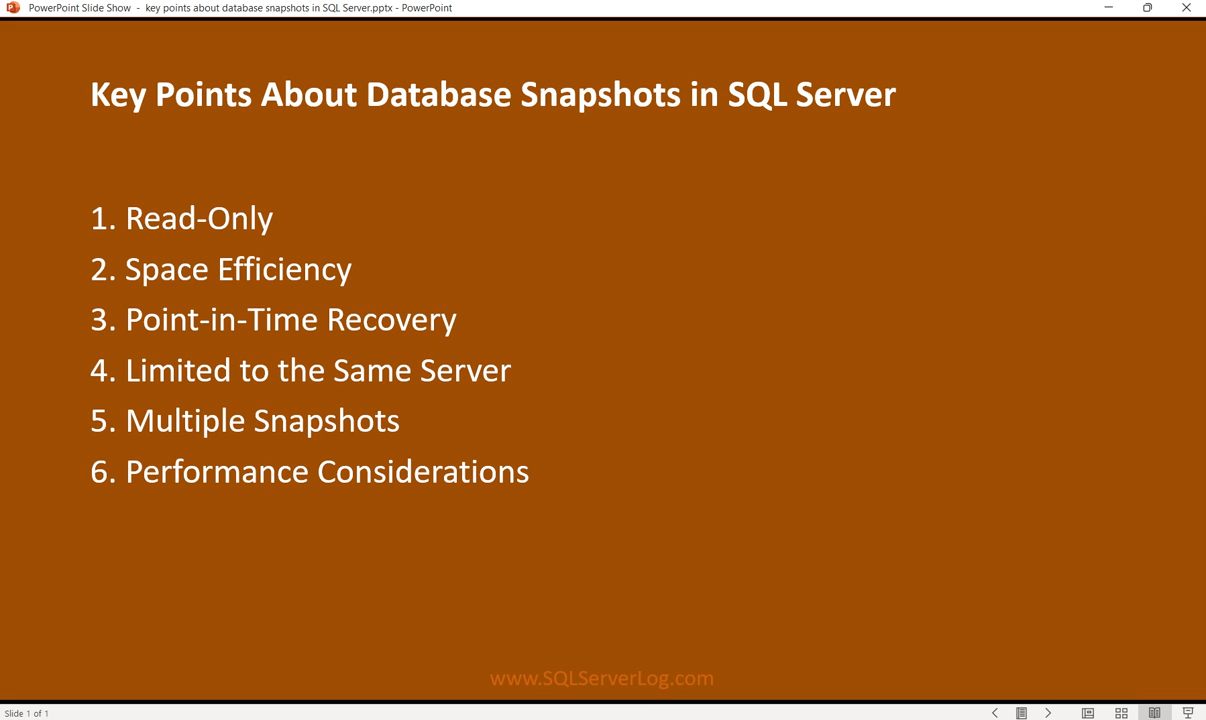 PowerPoint Slide Show - key points about database snapshots in SQL Server.pptx - PowerPoint
Key Points About Database Snapshots in SQL Server
1. Read-Only
2. Space Efficiency
3. Point-in-Time Recovery
4. Limited to the Same Server
5. Multiple Snapshots
6. Performance Considerations
www.SQLServerLog.com
Slide 1 of 1